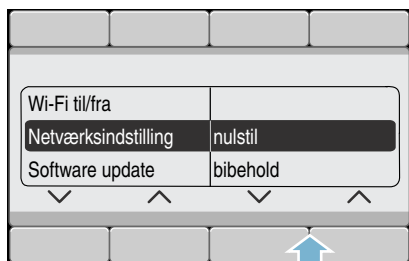 Wi-Fi til/fra
Netværksindstilling nulstil
Software update bibehold